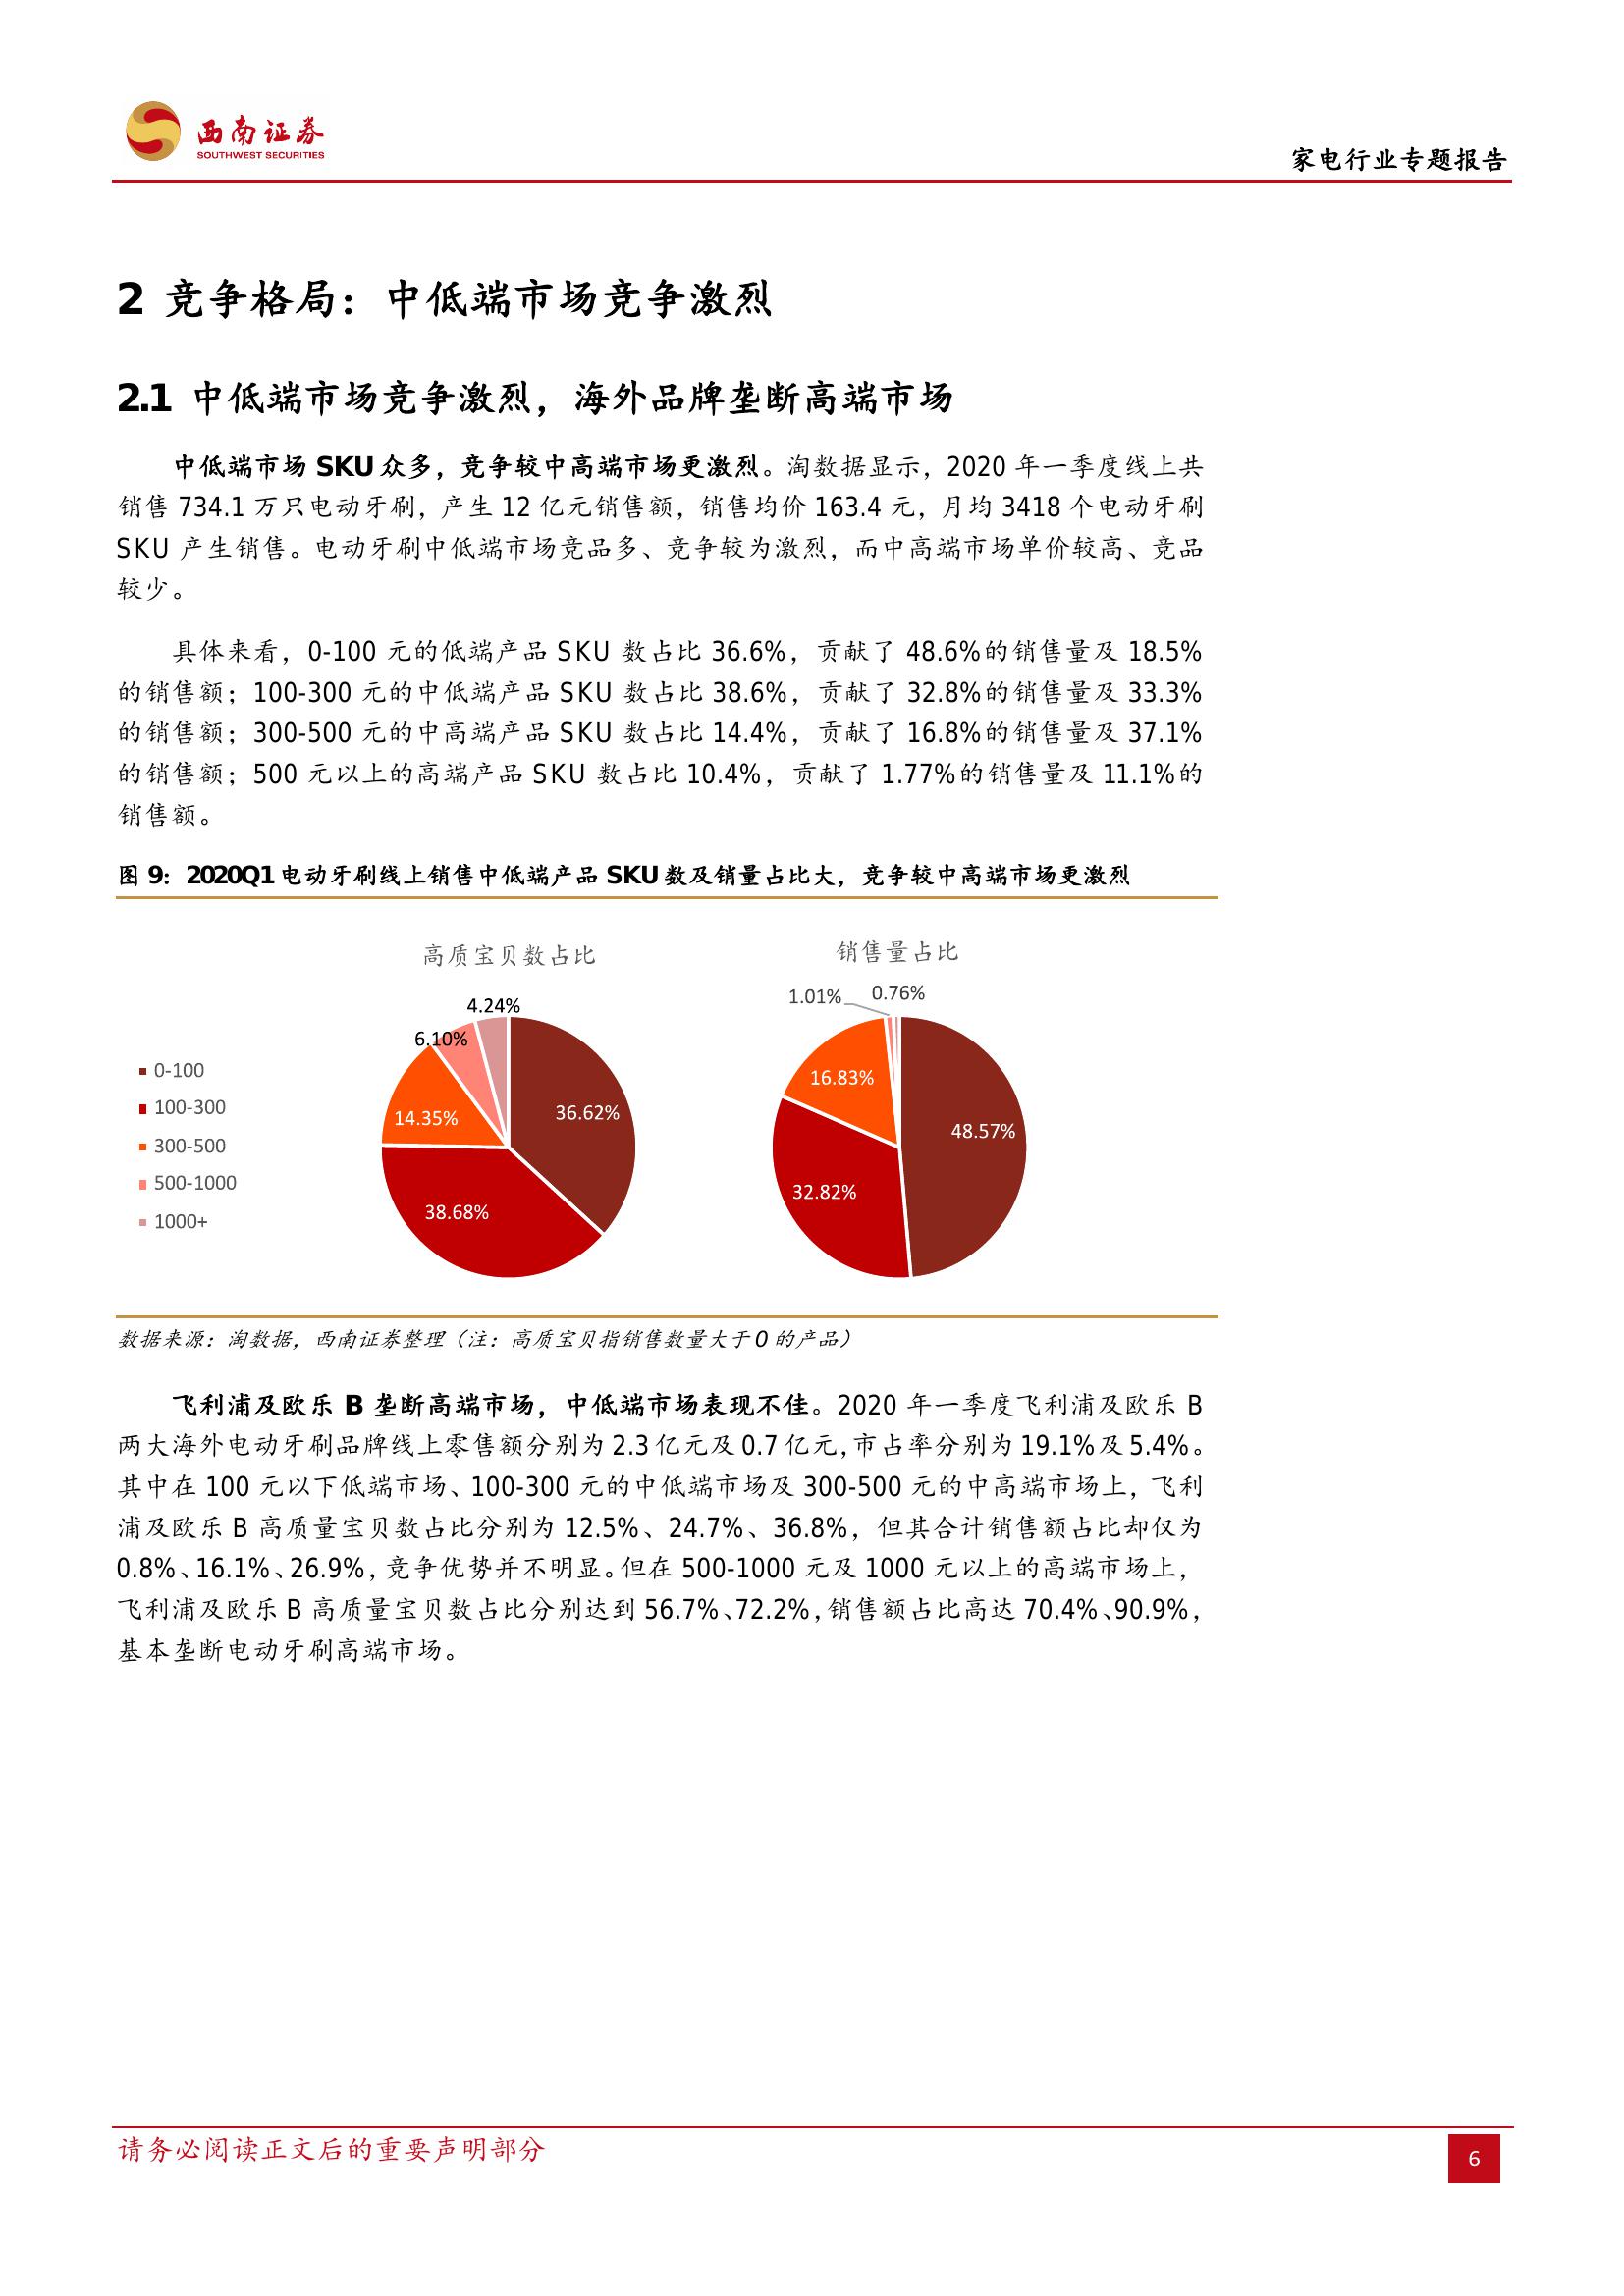 西南证券
SOUTHWEST SECURITIES
家电行业专题报告
2 竞争格局：中低端市场竞争激烈
2.1 中低端市场竞争激烈，海外品牌垄断高端市场
中低端市场 SKU 众多，竞争较中高端市场更激烈。淘数据显示，2020 年一季度线上共
销售 734.1 万只电动牙刷，产生 12 亿元销售额，销售均价 163.4 元，月均 3418 个电动牙刷
SKU 产生销售。电动牙刷中低端市场竞品多、竞争较为激烈，而中高端市场单价较高、竞品
较少。
具体来看，0-100 元的低端产品 SKU 数占比 36.6%，贡献了 48.6%的销售量及 18.5%
的销售额；100-300 元的中低端产品 SKU 数占比 38.6%，贡献了 32.8%的销售量及 33.3%
的销售额；300-500 元的中高端产品 SKU 数占比 14.4%，贡献了 16.8%的销售量及 37.1%
的销售额；500 元以上的高端产品 SKU 数占比 10.4%，贡献了 1.77%的销售量及 11.1%的
销售额。
图 9：2020Q1 电动牙刷线上销售中低端产品 SKU 数及销量占比大，竞争较中高端市场更激烈
高质宝贝数占比
销售量占比
4.24%
6.10%
14.35%
36.62%
38.68%
1.01%
0.76%
16.83%
48.57%
32.82%
0-100
100-300
300-500
500-1000
1000+
数据来源：淘数据，西南证券整理（注：高质宝贝指销售数量大于 0 的产品）
飞利浦及欧乐 B 垄断高端市场，中低端市场表现不佳。2020 年一季度飞利浦及欧乐 B
两大海外电动牙刷品牌线上零售额分别为 2.3 亿元及 0.7 亿元，市占率分别为 19.1%及 5.4%。
其中在 100 元以下低端市场、100-300 元的中低端市场及 300-500 元的中高端市场上，飞利
浦及欧乐 B 高质量宝贝数占比分别为 12.5%、24.7%、36.8%，但其合计销售额占比却仅为
0.8%、16.1%、26.9%，竞争优势并不明显。但在 500-1000 元及 1000 元以上的高端市场上，
飞利浦及欧乐 B 高质量宝贝数占比分别达到 56.7%、72.2%，销售额占比高达 70.4%、90.9%，
基本垄断电动牙刷高端市场。
请务必阅读正文后的重要声明部分
6